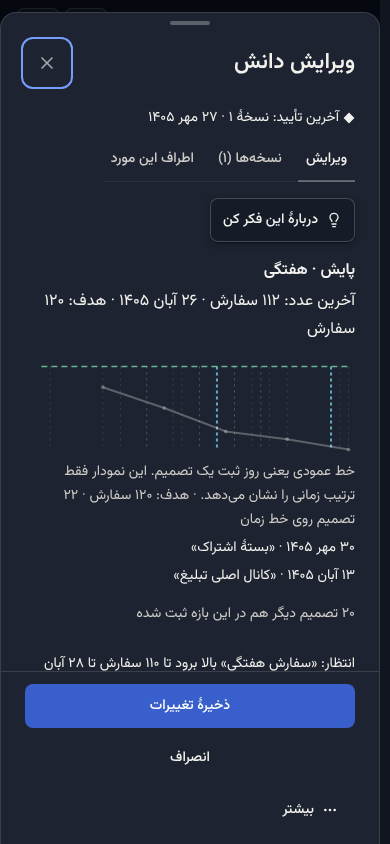 ویرایش دانش
◆ آخرین تأیید: نسخهٔ ۱ · ۲۷ مهر ۱۴۰۵
ویرایش
نسخه‌ها (۱)
اطراف این مورد
دربارهٔ این فکر کن
پایش · هفتگی
آخرین عدد: ۱۱۲ سفارش · ۲۶ آبان ۱۴۰۵ · هدف: ۱۲۰
سفارش
خط عمودی یعنی روز ثبت یک تصمیم. این نمودار فقط
ترتیب زمانی را نشان می‌دهد. · هدف: ۱۲۰ سفارش · ۲۲
تصمیم روی خط زمان
۳۰ مهر ۱۴۰۵ · «بستهٔ اشتراک»
۱۳ آبان ۱۴۰۵ · «کانال اصلی تبلیغ»
۲۰ تصمیم دیگر هم در این بازه ثبت شده
انتظار: «سفارش هفتگی» بالا برود تا ۱۱۰ سفارش تا ۲۸ آبان
ذخیرهٔ تغییرات
انصراف
بیشتر ...